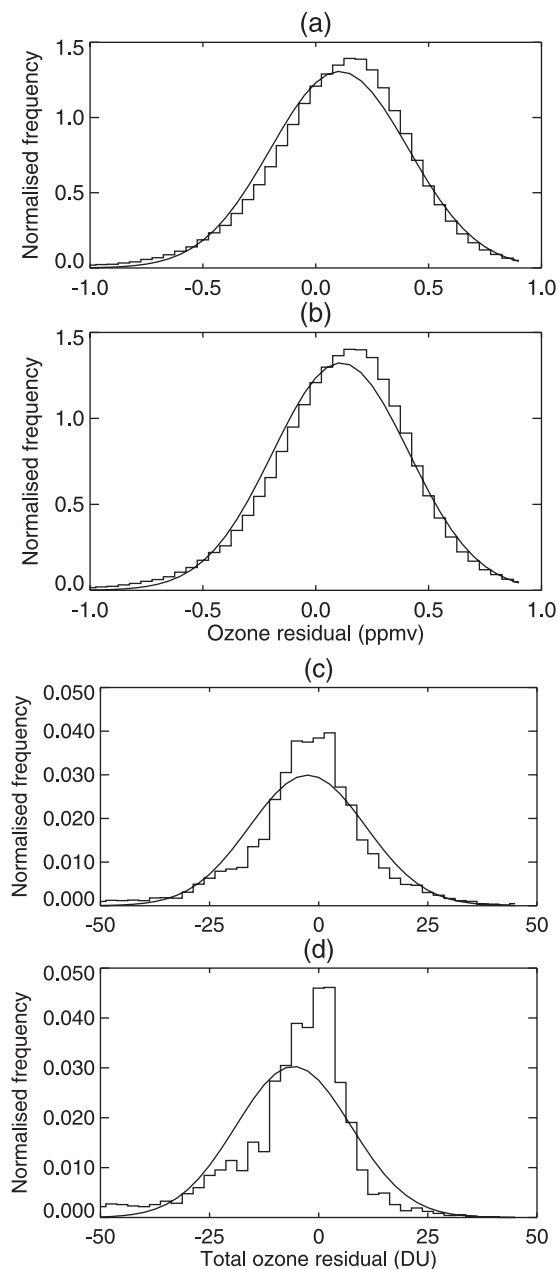 (a)
Normalised frequency
1.5
1.0
0.5
0.0
-1.0 -0.5 0.0 0.5 1.0
(b)
Normalised frequency
1.5
1.0
0.5
0.0
-1.0 -0.5 0.0 0.5 1.0
Ozone residual (ppmv)
(c)
Normalised frequency
0.050
0.040
0.030
0.020
0.010
0.000
-50 -25 0 25 50
(d)
Normalised frequency
0.050
0.040
0.030
0.020
0.010
0.000
-50 -25 0 25 50
Total ozone residual (DU)